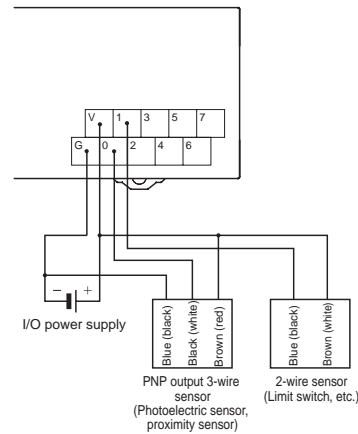 V 1 3 5 7
G 0 2 4 6
− +
I/O power supply
Blue (black)
Black (white)
Brown (red)
Blue (black)
Brown (white)
PNP output 3-wire
sensor
(Photoelectric sensor,
proximity sensor)
2-wire sensor
(Limit switch, etc.)